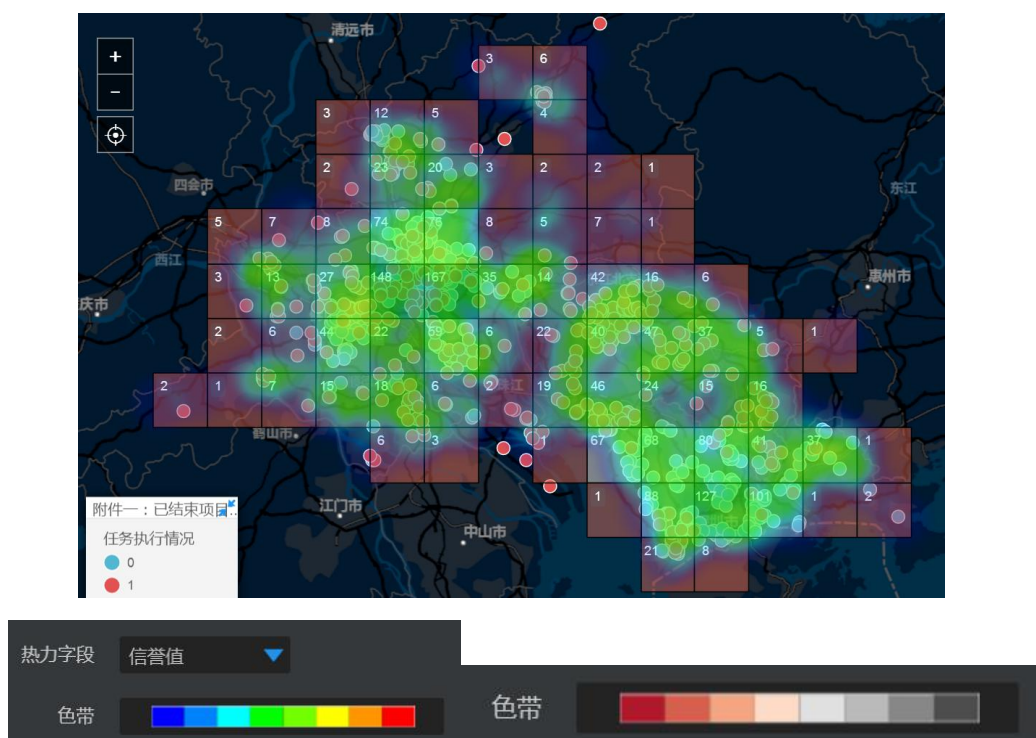 清远市
+
3 6
−
3 12 5 4
四会市
2 23 20 3 2 2 1
东江
5 7 8 74 76 8 5 7 1
西江
3 13 27 148 167 35 14 42 16 6
惠州市
庆市
2 6 44 22 59 6 22 40 47 37 5 1
2 1 7 15 18 6 2 19 46 24 15 16
珠江
鹤山市
6 3 1 67 68 80 41 37 1
江门市
1 88 127 101 1 2
中山市
21 8
附件一：已结束项目..
任务执行情况
0
1
热力字段 信誉值
色带
色带